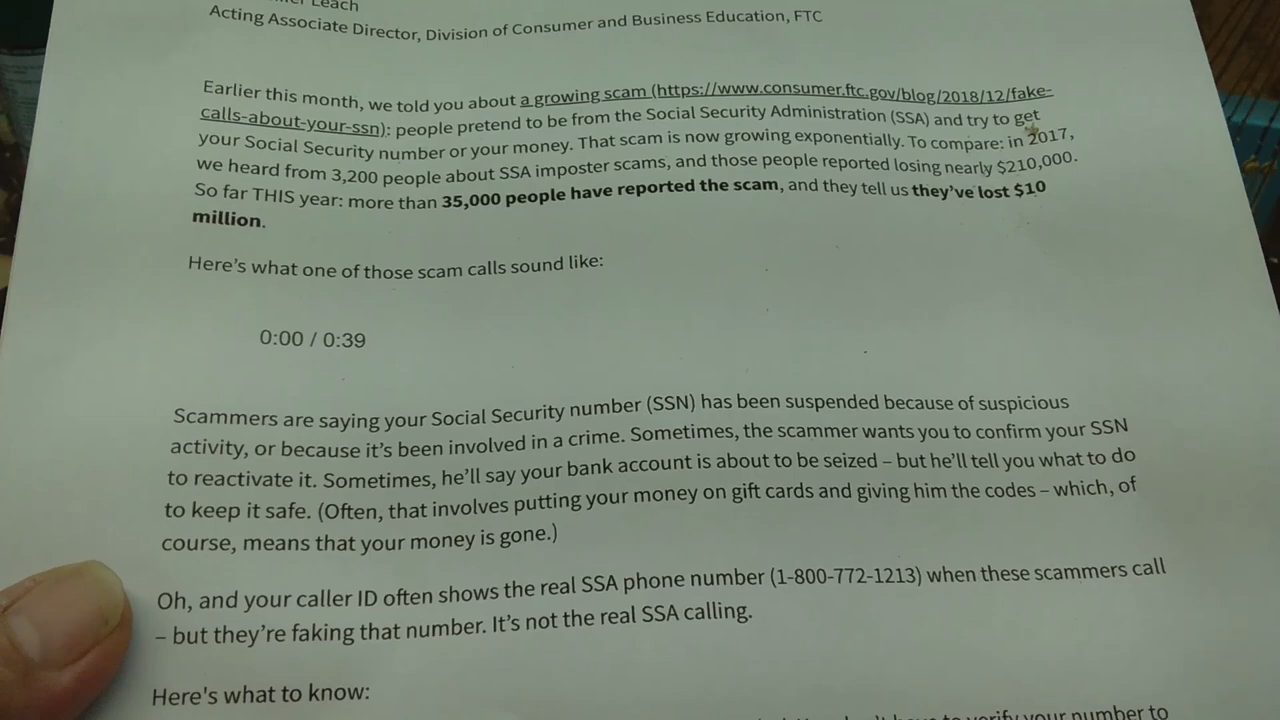 Leach
Acting Associate Director, Division of Consumer and Business Education, FTC
Earlier this month, we told you about a growing scam (https://www.consumer.ftc.gov/blog/2018/12/fake-
calls-about-your-ssn): people pretend to be from the Social Security Administration (SSA) and try to get
your Social Security number or your money. That scam is now growing exponentially. To compare: in 2017,
we heard from 3,200 people about SSA imposter scams, and those people reported losing nearly $210,000.
So far THIS year: more than 35,000 people have reported the scam, and they tell us they’ve lost $10
million.
Here’s what one of those scam calls sound like:
0:00 / 0:39
Scammers are saying your Social Security number (SSN) has been suspended because of suspicious
activity, or because it’s been involved in a crime. Sometimes, the scammer wants you to confirm your SSN
to reactivate it. Sometimes, he’ll say your bank account is about to be seized – but he’ll tell you what to do
to keep it safe. (Often, that involves putting your money on gift cards and giving him the codes – which, of
course, means that your money is gone.)
Oh, and your caller ID often shows the real SSA phone number (1-800-772-1213) when these scammers call
– but they’re faking that number. It’s not the real SSA calling.
Here's what to know:
verify your number to